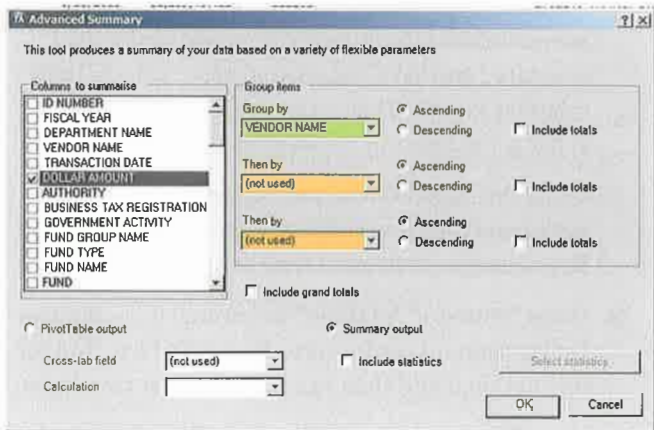 Advanced Summary
This tool produces a summary of your data based on a variety of flexible parameters
Columns to summarise
ID NUMBER
FISCAL YEAR
DEPARTMENT NAME
VENDOR NAME
TRANSACTION DATE
DOLLAR AMOUNT
AUTHORITY
BUSINESS TAX REGISTRATION
GOVERNMENT ACTIVITY
FUND GROUP NAME
FUND TYPE
FUND NAME
FUND
Group items
Group by
VENDOR NAME
Ascending
Descending
Include totals
Then by
(not used)
Ascending
Descending
Include totals
Then by
(not used)
Ascending
Descending
Include totals
Include grand totals
PivotTable output
Cross-tab field
(not used)
Calculation
Summary output
Include statistics
Select statistics
OK
Cancel